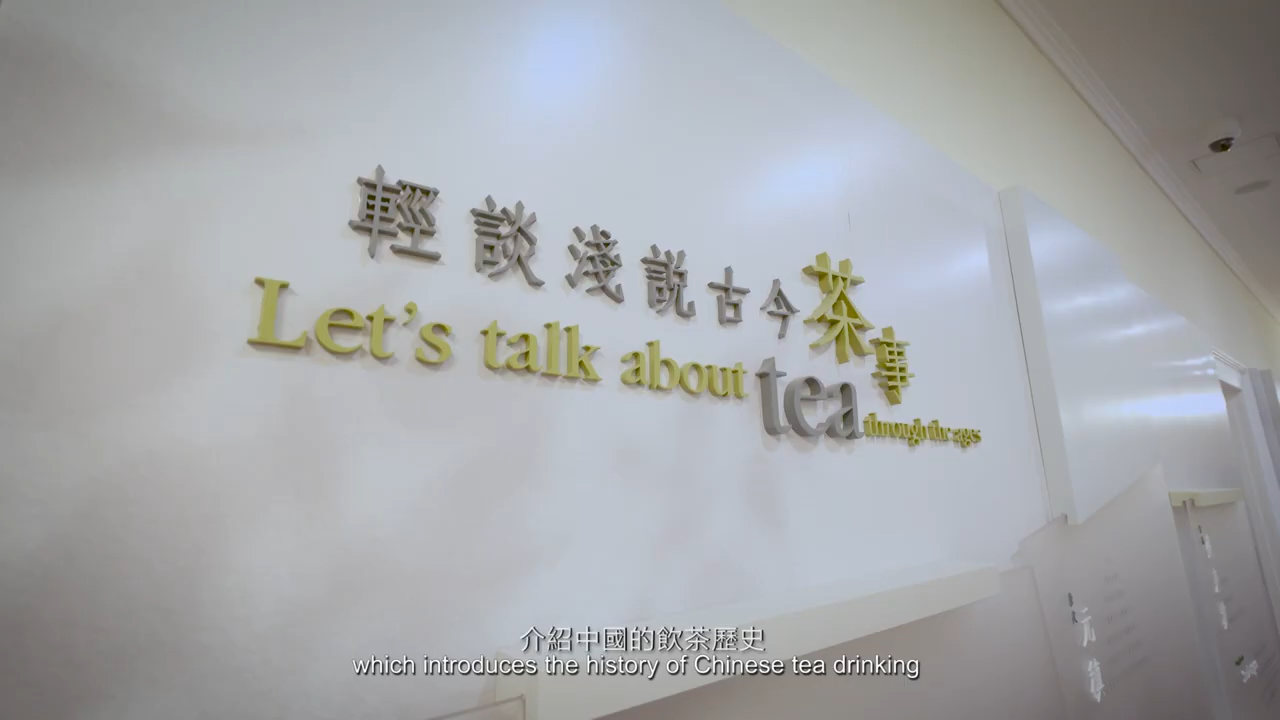 輕談淺説古今茶事
Let's talk about tea through the ages
介紹中國的飲茶歷史
which introduces the history of Chinese tea drinking